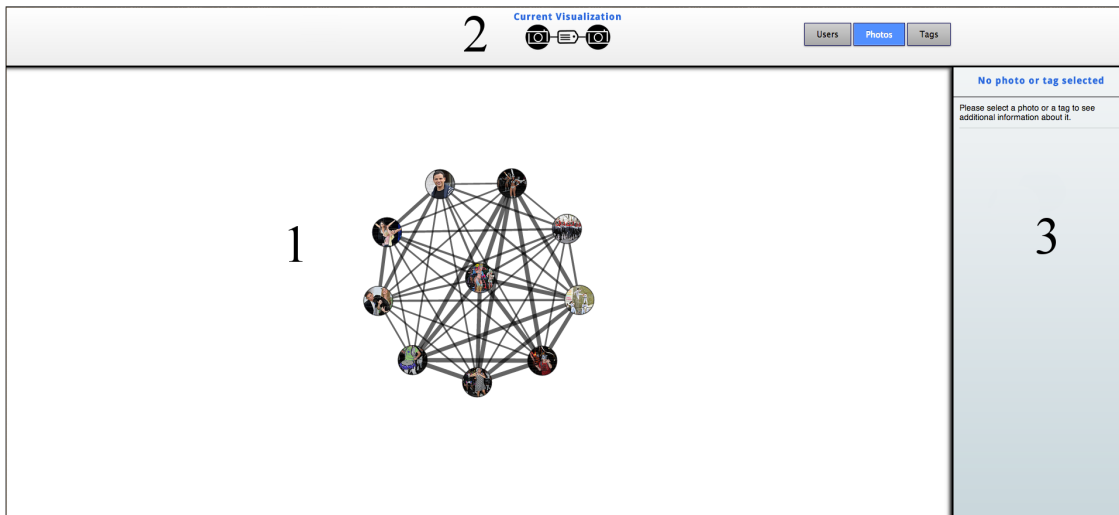 2
Current Visualization
Users
Photos
Tags
No photo or tag selected
Please select a photo or a tag to see
additional information about it.
1
3